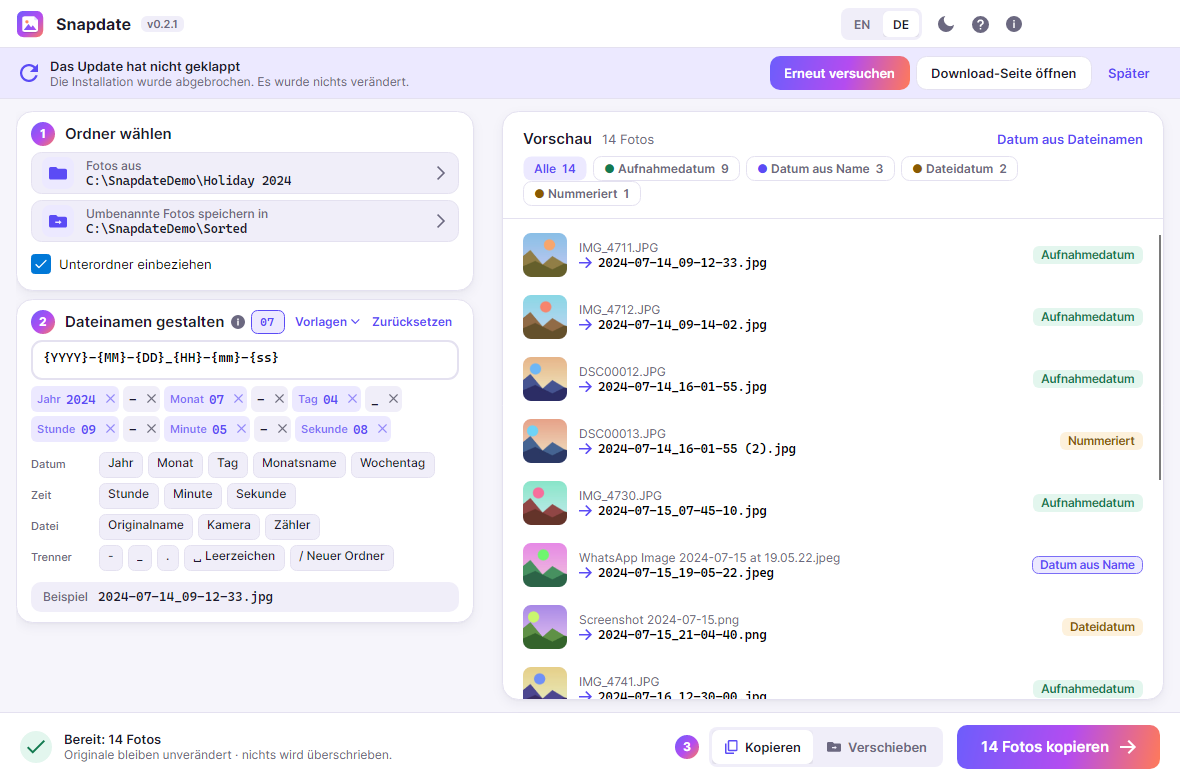 Snapdate v0.2.1 EN DE
Das Update hat nicht geklappt
Die Installation wurde abgebrochen. Es wurde nichts verändert.
Erneut versuchen Download-Seite öffnen Später
1 Ordner wählen
Fotos aus
C:\SnapdateDemo\Holiday 2024
Umbenannte Fotos speichern in
C:\SnapdateDemo\Sorted
Unterordner einbeziehen
2 Dateinamen gestalten 07 Vorlagen Zurücksetzen
{YYYY}-{MM}-{DD}_{HH}-{mm}-{ss}
Jahr 2024 × – × Monat 07 × – × Tag 04 × _ ×
Stunde 09 × – × Minute 05 × – × Sekunde 08 ×
Datum Jahr Monat Tag Monatsname Wochentag
Zeit Stunde Minute Sekunde
Datei Originalname Kamera Zähler
Trenner - _ . ␣ Leerzeichen / Neuer Ordner
Beispiel 2024-07-14_09-12-33.jpg
Vorschau 14 Fotos Datum aus Dateinamen
Alle 14 Aufnahmedatum 9 Datum aus Name 3 Dateidatum 2
Nummeriert 1
IMG_4711.JPG
→ 2024-07-14_09-12-33.jpg Aufnahmedatum
IMG_4712.JPG
→ 2024-07-14_09-14-02.jpg Aufnahmedatum
DSC00012.JPG
→ 2024-07-14_16-01-55.jpg Aufnahmedatum
DSC00013.JPG
→ 2024-07-14_16-01-55 (2).jpg Nummeriert
IMG_4730.JPG
→ 2024-07-15_07-45-10.jpg Aufnahmedatum
WhatsApp Image 2024-07-15 at 19.05.22.jpeg
→ 2024-07-15_19-05-22.jpeg Datum aus Name
Screenshot 2024-07-15.png
→ 2024-07-15_21-04-40.png Dateidatum
IMG_4741.JPG
→ 2024-07-16_12-30-00.jpg Aufnahmedatum
Bereit: 14 Fotos
Originale bleiben unverändert · nichts wird überschrieben.
3 Kopieren Verschieben 14 Fotos kopieren →